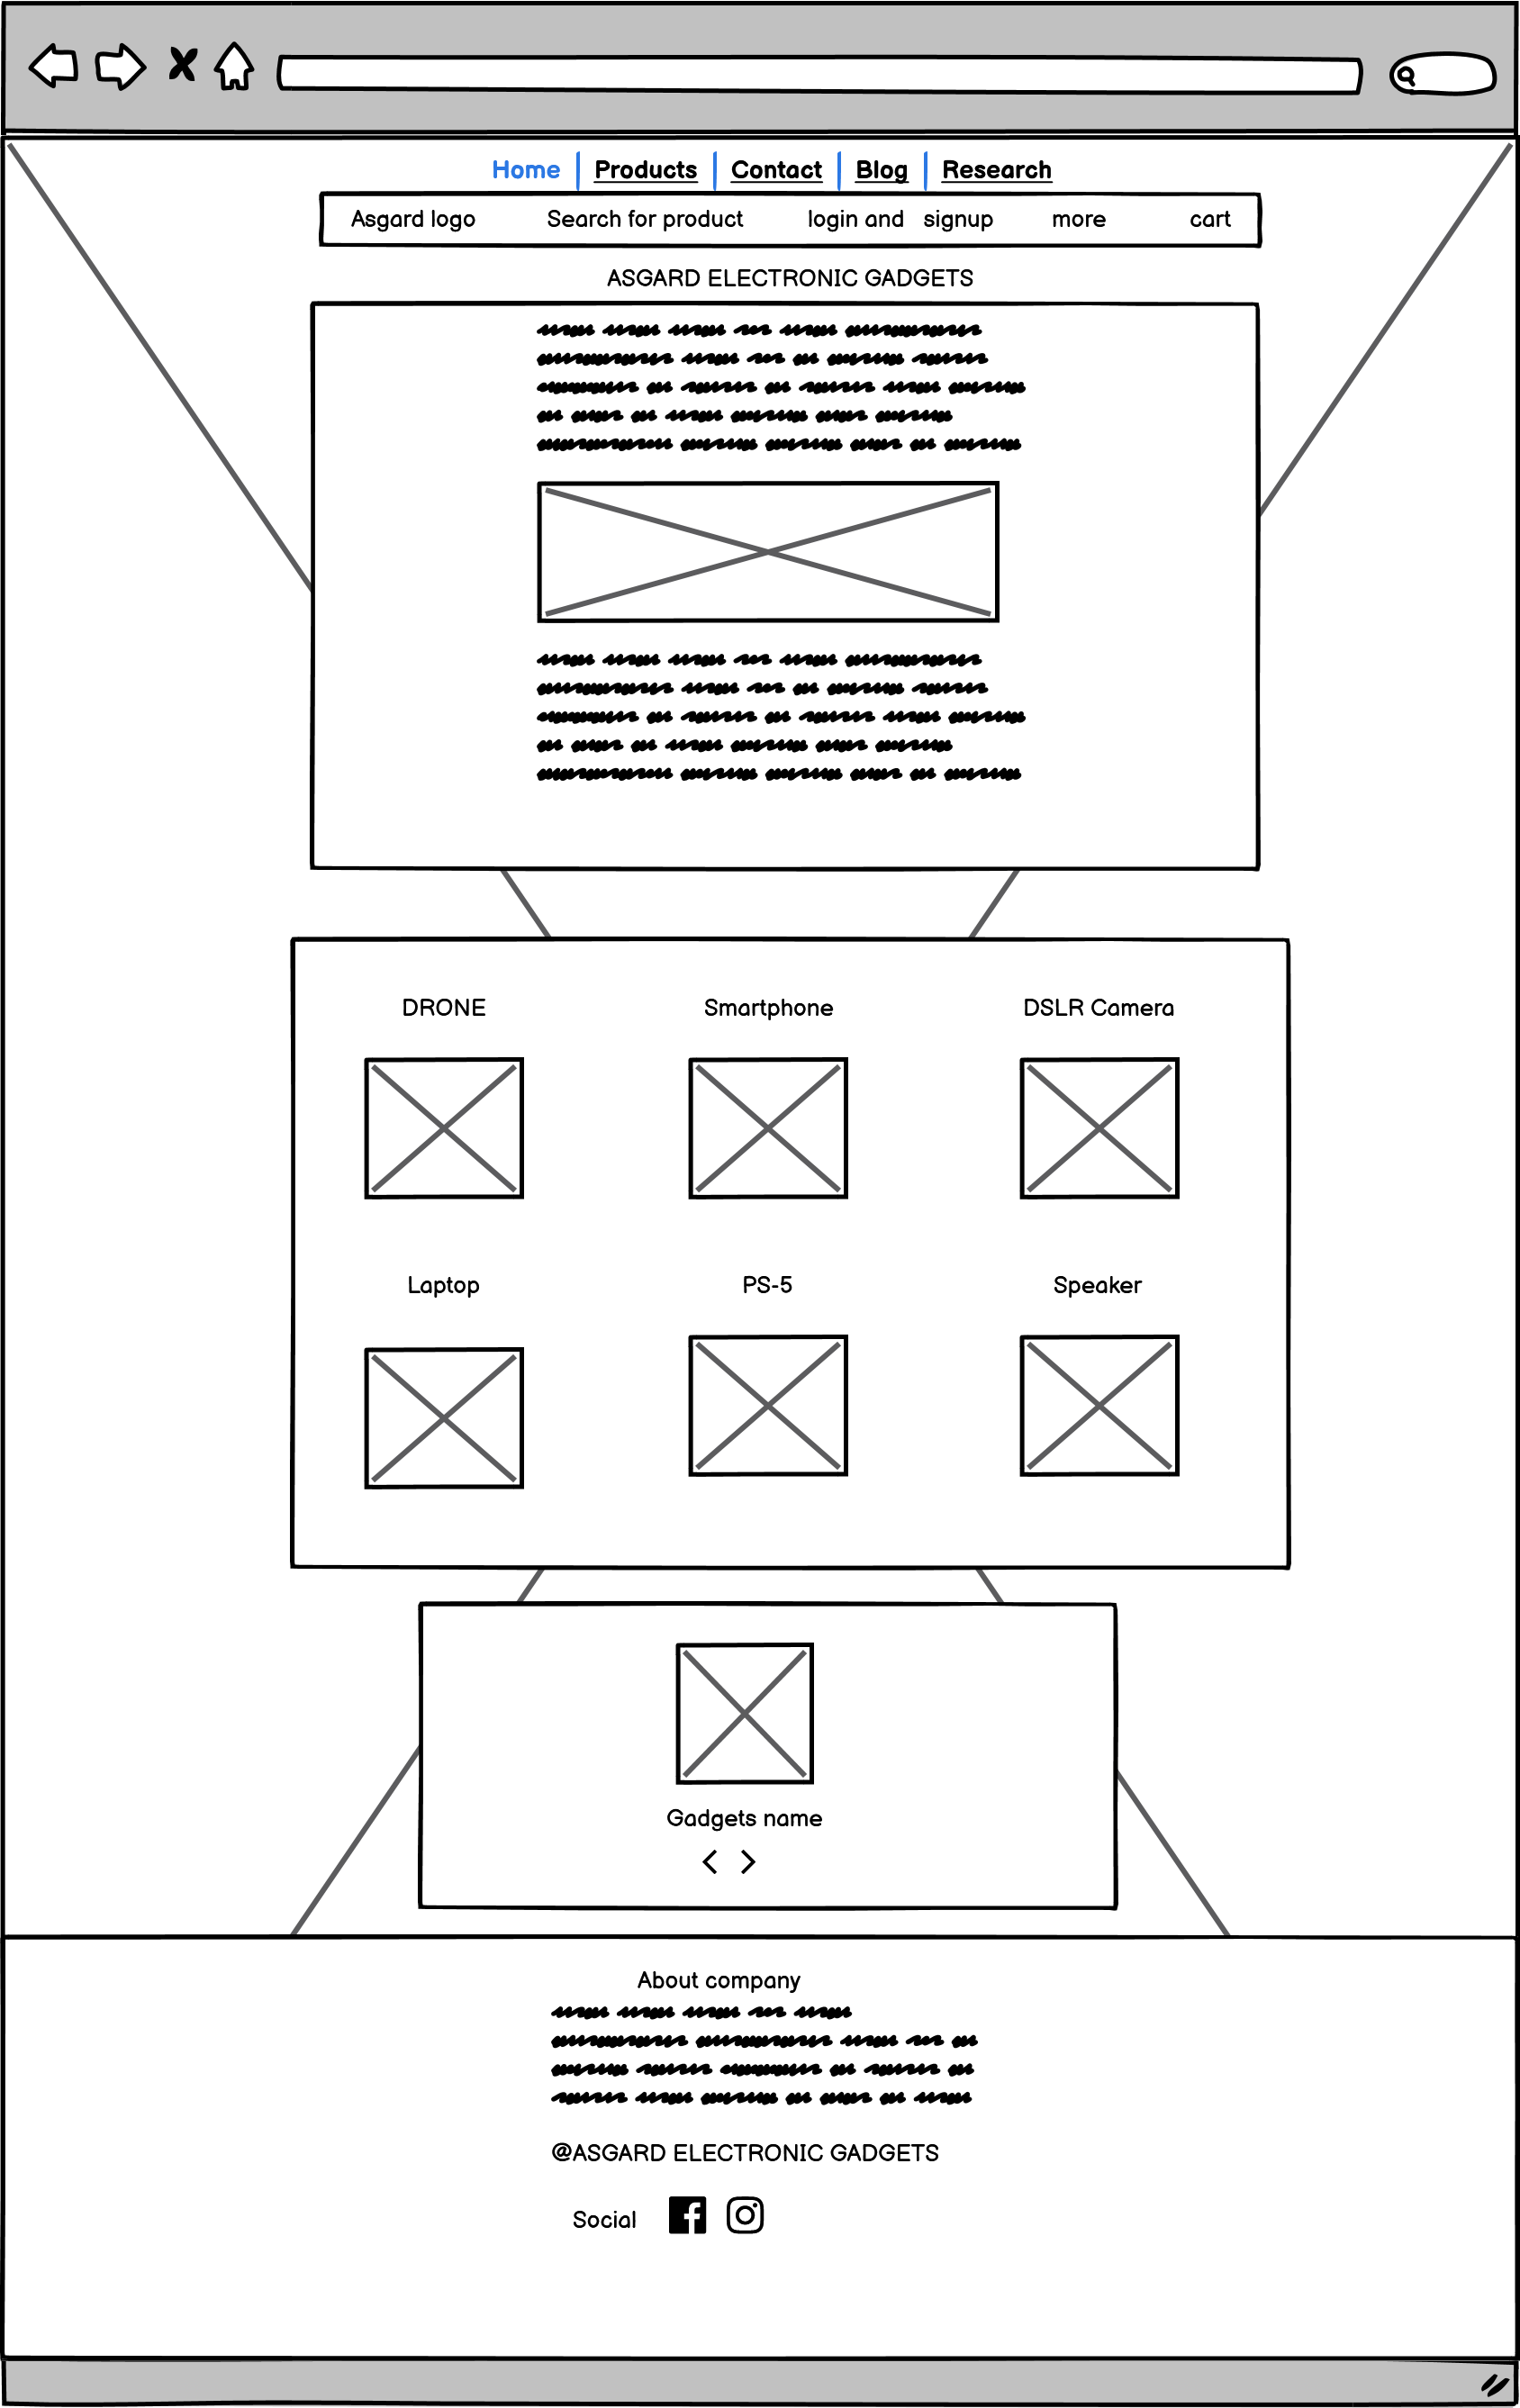 Home Products Contact Blog Research
Asgard logo Search for product login and signup more cart
ASGARD ELECTRONIC GADGETS
DRONE Smartphone DSLR Camera
Laptop PS-5 Speaker
Gadgets name
About company
@ASGARD ELECTRONIC GADGETS
Social